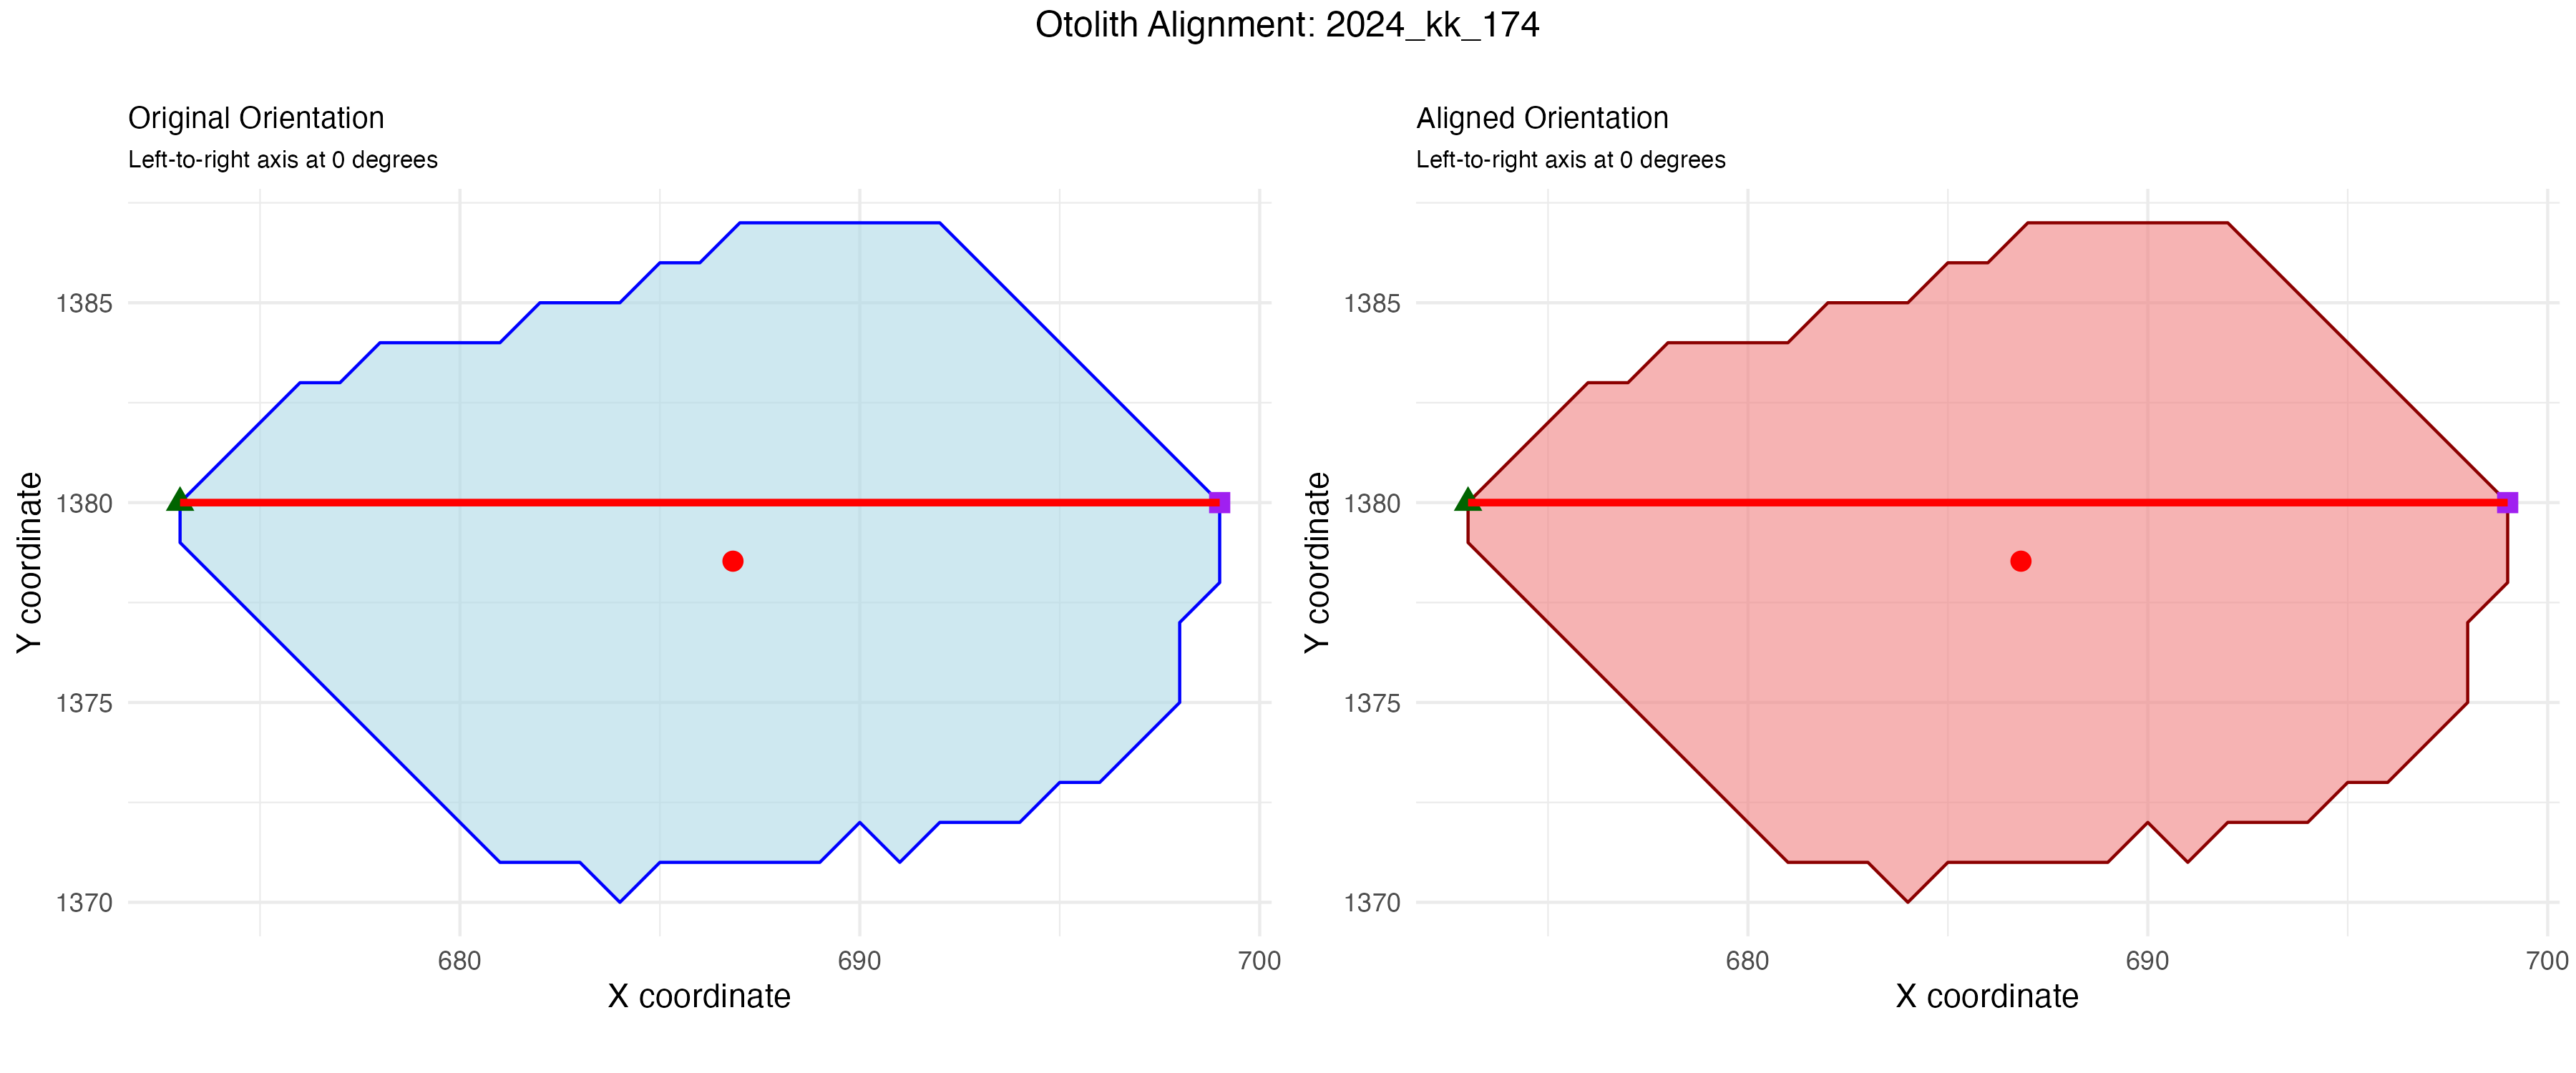 Otolith Alignment: 2024_kk_174
Original Orientation
Left-to-right axis at 0 degrees
1385
1380
1375
1370
680
690
700
X coordinate
Y coordinate
Aligned Orientation
Left-to-right axis at 0 degrees
1385
1380
1375
1370
680
690
700
X coordinate
Y coordinate